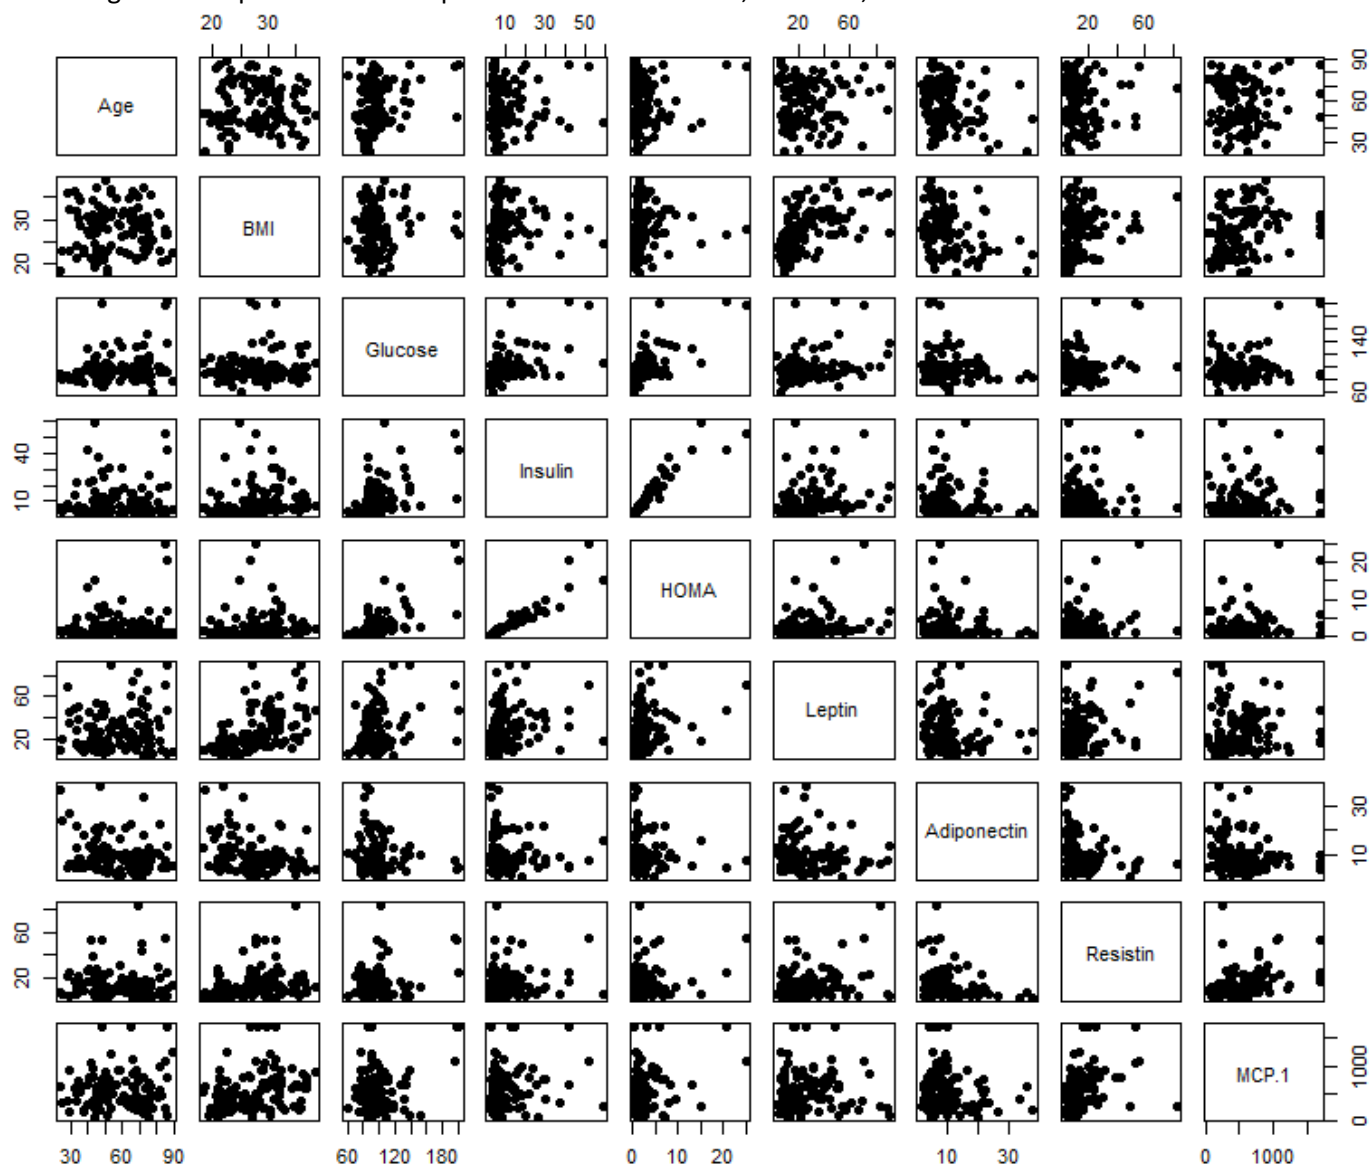 20 30 10 30 50 20 60 20 60
Age 30 60 90
20 30 BMI
Glucose 60 140
10 40 Insulin
HOMA 0 10 20
20 60 Leptin
Adiponectin 10 30
20 60 Resistin
MCP.1 0 1000
30 60 90 60 120 180 0 10 20 10 30 0 1000